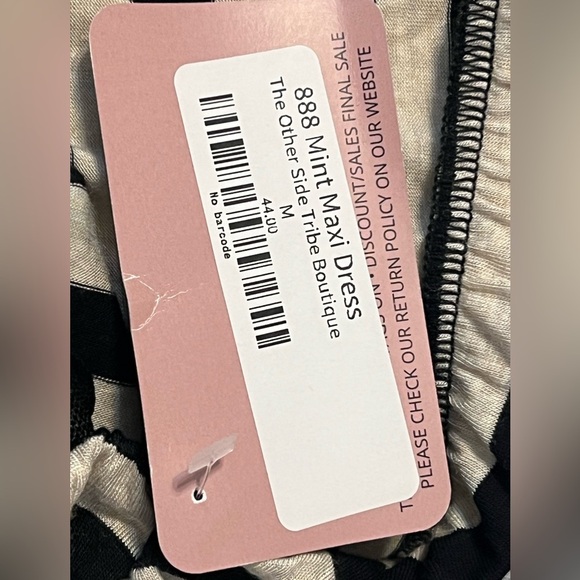 888 Mint Maxi Dress
The Other Side Tribe Boutique
M
44.00
No barcode
DISCOUNT/SALES FINAL SALE
PLEASE CHECK OUR RETURN POLICY ON OUR WEBSITE